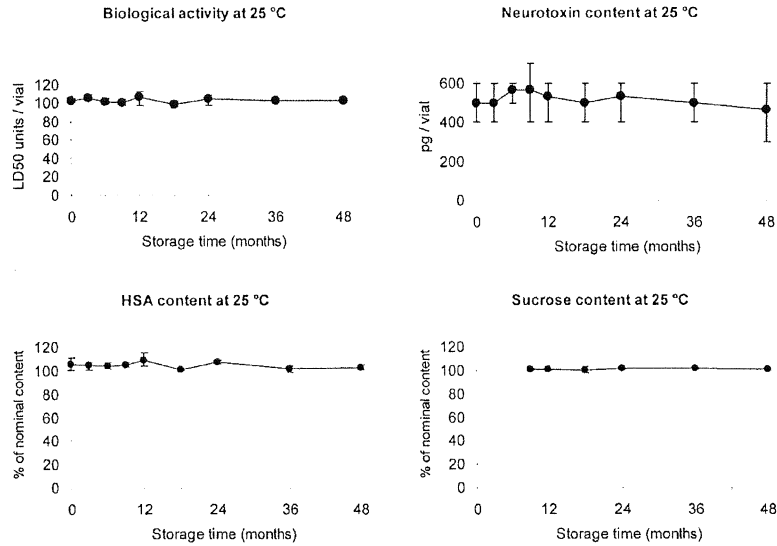 Biological activity at 25 °C
LD50 units / vial
120
100
80
60
40
20
0
0 12 24 36 48
Storage time (months)
Neurotoxin content at 25 °C
pg / vial
600
400
200
0
0 12 24 36 48
Storage time (months)
HSA content at 25 °C
% of nominal content
120
100
80
60
40
20
0
0 12 24 36 48
Storage time (months)
Sucrose content at 25 °C
% of nominal content
120
100
80
60
40
20
0
0 12 24 36 48
Storage time (months)